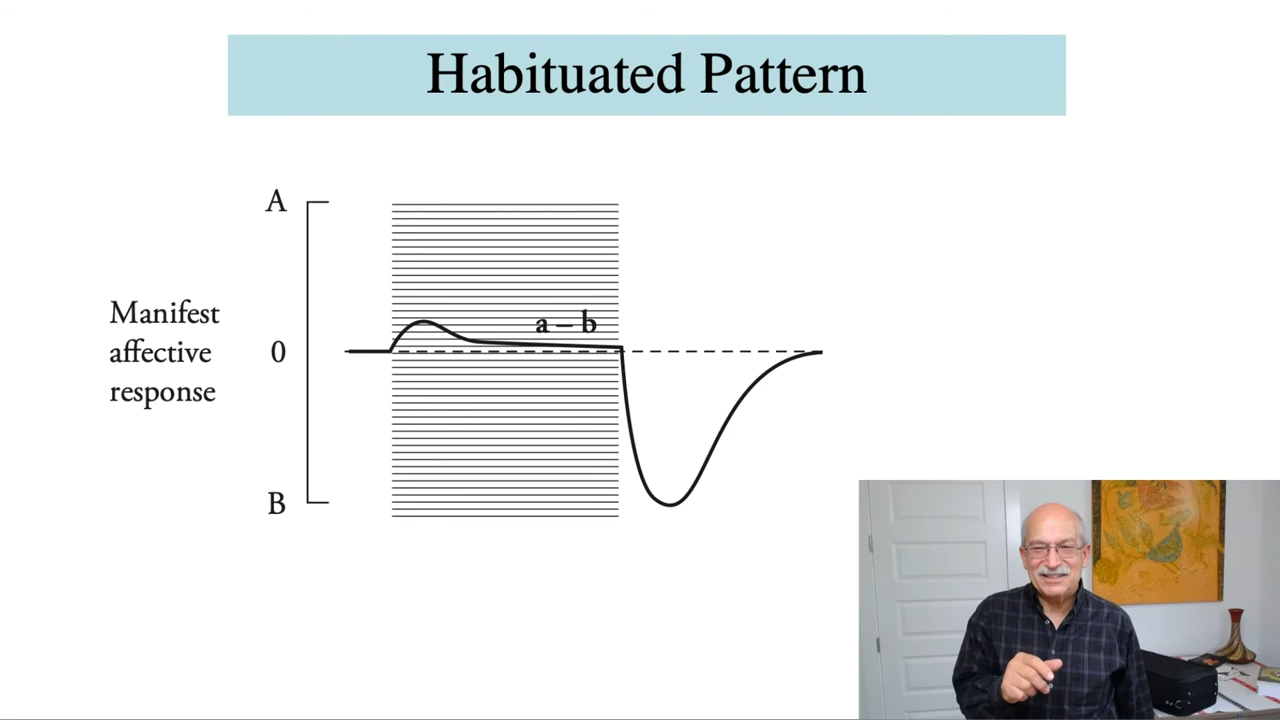 Habituated Pattern
A
Manifest
affective
response
0
a – b
B